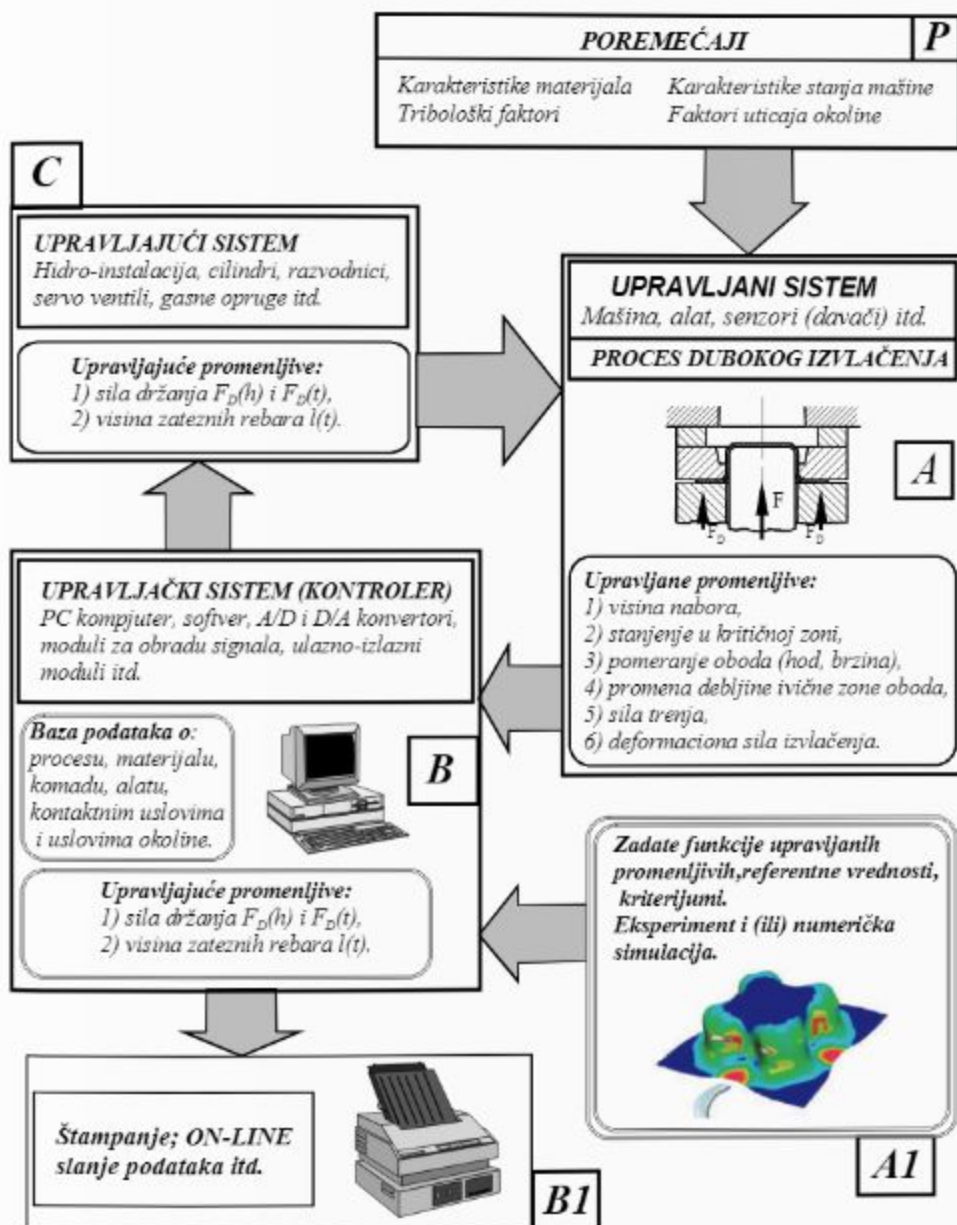 POREMEĆAJI
P
Karakteristike materijala
Karakteristike stanja mašine
Tribološki faktori
Faktori uticaja okoline
C
UPRAVLJAJUĆI SISTEM
Hidro-instalacija, cilindri, razvodnici,
servo ventili, gasne opruge itd.
Upravljajuće promenljive:
1) sila držanja F_D(h) i F_D(t),
2) visina zateznih rebara l(t).
UPRAVLJANI SISTEM
Mašina, alat, senzori (davači) itd.
PROCES DUBOKOG IZVLAČENJA
A
F
F_D
F_D
Upravljane promenljive:
1) visina nabora,
2) stanjenje u kritičnoj zoni,
3) pomeranje oboda (hod, brzina),
4) promena debljine ivične zone oboda,
5) sila trenja,
6) deformaciona sila izvlačenja.
UPRAVLJAČKI SISTEM (KONTROLER)
PC kompjuter, softver, A/D i D/A konvertori,
moduli za obradu signala, ulazno-izlazni
moduli itd.
Baza podataka o:
procesu, materijalu,
komadu, alatu,
kontaktnim uslovima
i uslovima okoline.
B
Upravljajuće promenljive:
1) sila držanja F_D(h) i F_D(t),
2) visina zateznih rebara l(t).
Zadate funkcije upravljanih
promenljivih,referentne vrednosti,
kriterijumi.
Eksperiment i (ili) numerička
simulacija.
A1
Štampanje; ON-LINE
slanje podataka itd.
B1